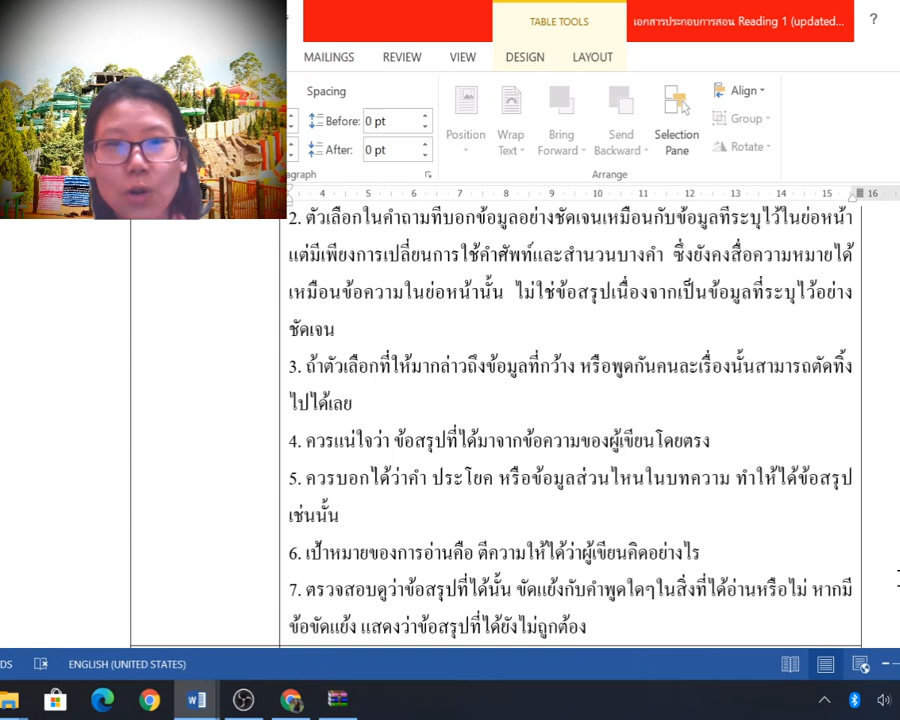 TABLE TOOLS
เอกสารประกอบการสอน Reading 1 (updated...
?
MAILINGS REVIEW VIEW DESIGN LAYOUT
Spacing
Before: 0 pt
After: 0 pt
Position
Wrap Text
Bring Forward
Send Backward
Selection Pane
Align
Group
Rotate
agraph
Arrange
4 5 6 7 8 9 10 11 12 13 14 15 16
2. ตัวเลือกในคำถามที่บอกข้อมูลอย่างชัดเจนเหมือนกับข้อมูลที่ระบุไว้ในย่อหน้า
แต่มีเพียงการเปลี่ยนการใช้คำศัพท์และสำนวนบางคำ ซึ่งยังคงสื่อความหมายได้
เหมือนข้อความในย่อหน้านั้น ไม่ใช่ข้อสรุปเนื่องจากเป็นข้อมูลที่ระบุไว้อย่าง
ชัดเจน
3. ถ้าตัวเลือกที่ให้มากล่าวถึงข้อมูลที่กว้าง หรือพูดกันคนละเรื่องนั้นสามารถตัดทิ้ง
ไปได้เลย
4. ควรแน่ใจว่า ข้อสรุปที่ได้มาจากข้อความของผู้เขียนโดยตรง
5. ควรบอกได้ว่าคำ ประโยค หรือข้อมูลส่วนไหนในบทความ ทำให้ได้ข้อสรุป
เช่นนั้น
6. เป้าหมายของการอ่านคือ ตีความให้ได้ว่าผู้เขียนคิดอย่างไร
7. ตรวจสอบดูว่าข้อสรุปที่ได้นั้น ขัดแย้งกับคำพูดใดๆในสิ่งที่ได้อ่านหรือไม่ หากมี
ข้อขัดแย้ง แสดงว่าข้อสรุปที่ได้ยังไม่ถูกต้อง
DS ENGLISH (UNITED STATES)